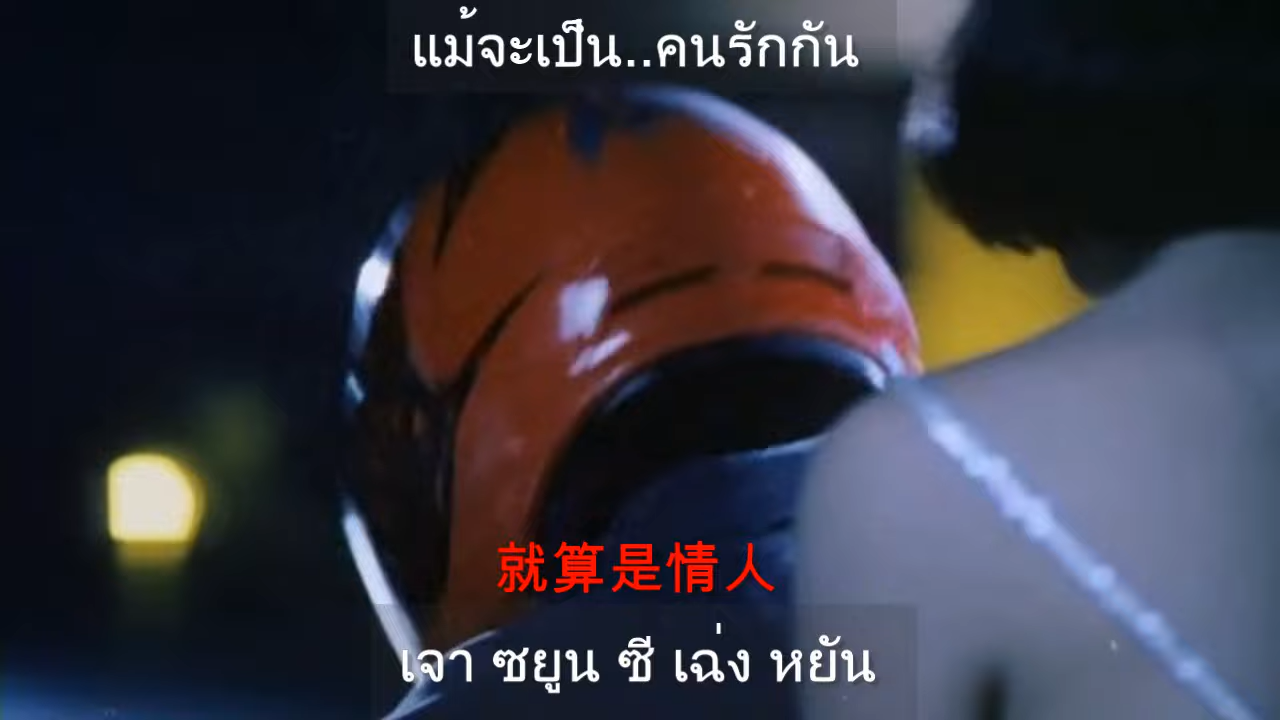 แม้จะเป็น..คนรักกัน
就算是情人
เจา ซยูน ซี เฉ่ง หยัน